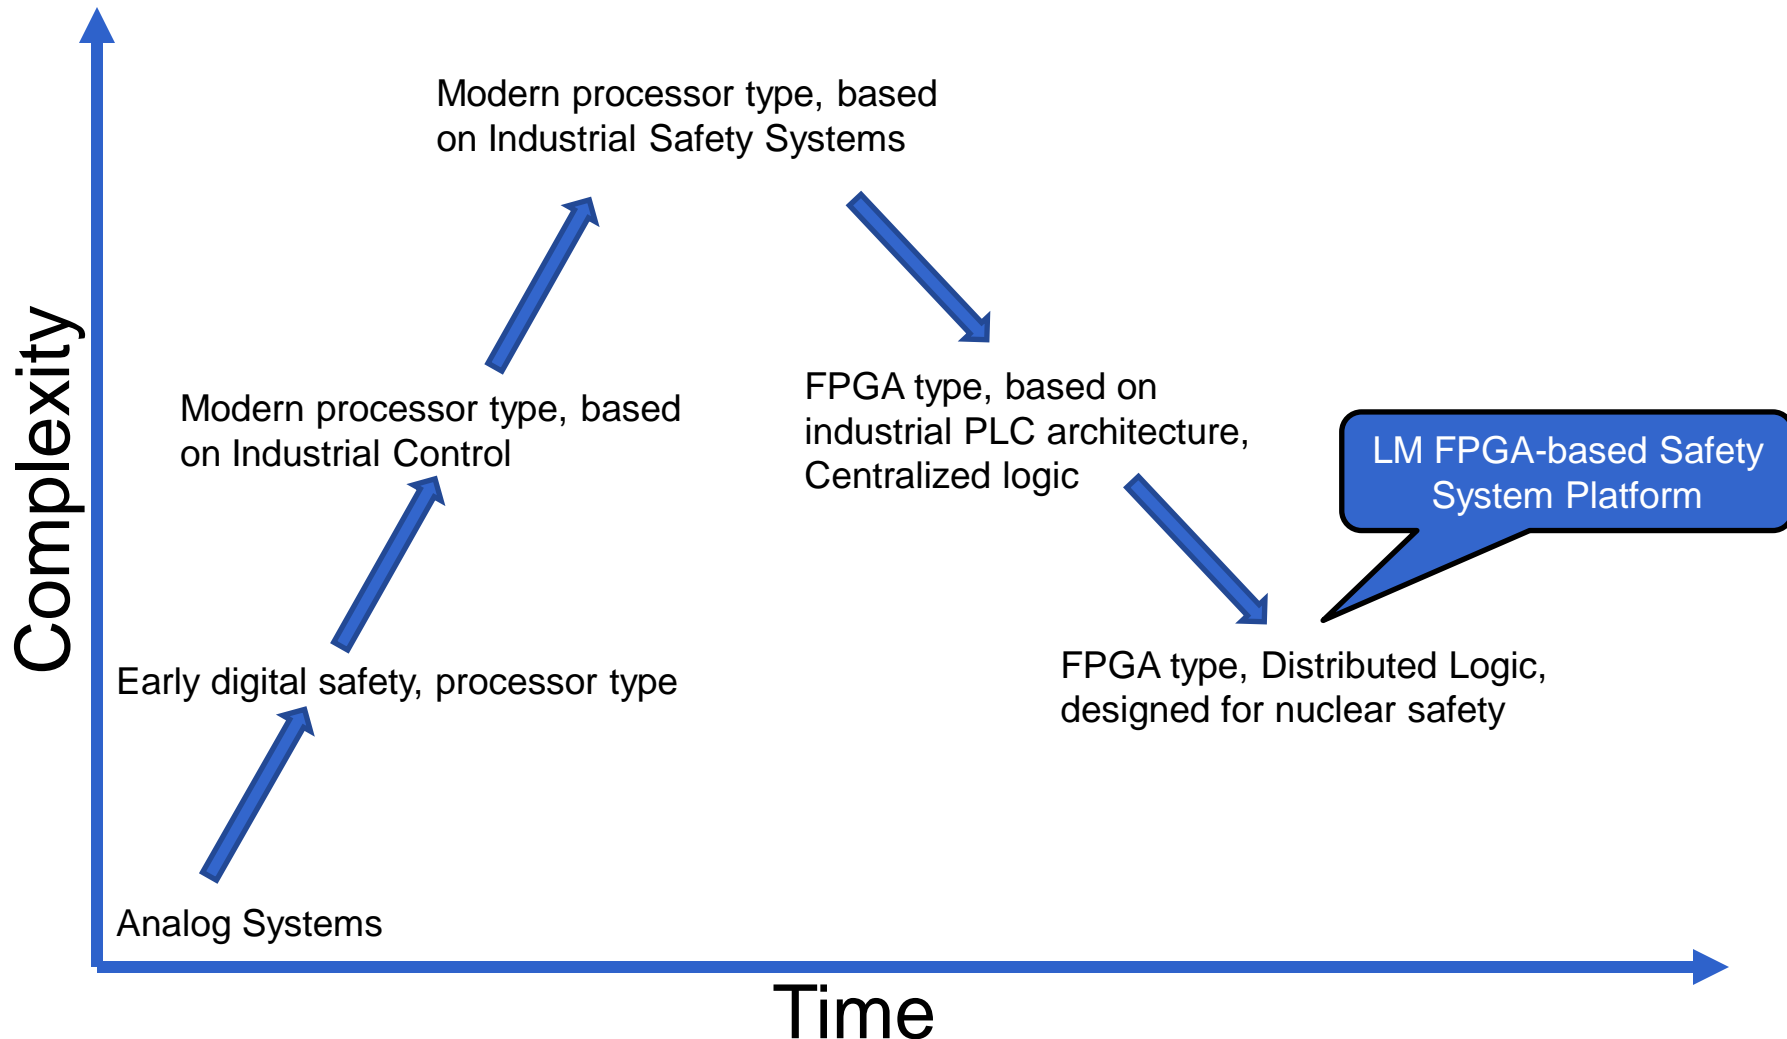 Modern processor type, based
on Industrial Safety Systems
Complexity
Modern processor type, based
on Industrial Control
FPGA type, based on
industrial PLC architecture,
Centralized logic
LM FPGA-based Safety
System Platform
Early digital safety, processor type
FPGA type, Distributed Logic,
designed for nuclear safety
Analog Systems
Time